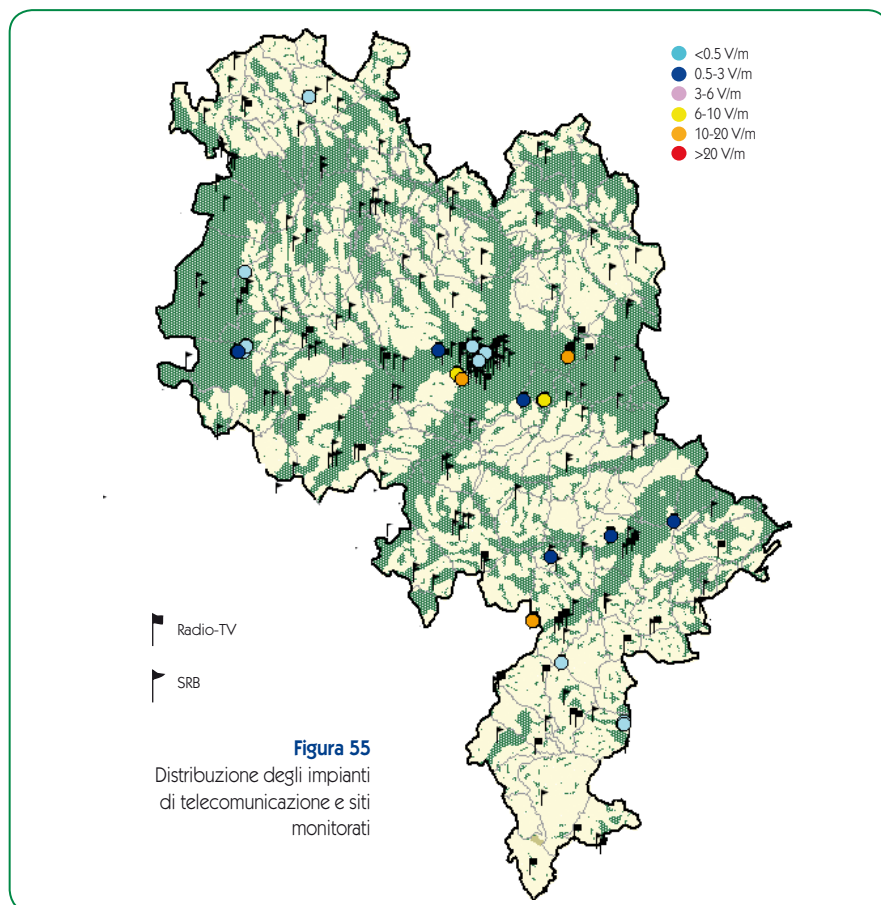 <0.5 V/m
0.5-3 V/m
3-6 V/m
6-10 V/m
10-20 V/m
>20 V/m
Radio-TV
SRB
Figura 55
Distribuzione degli impianti
di telecomunicazione e siti
monitorati